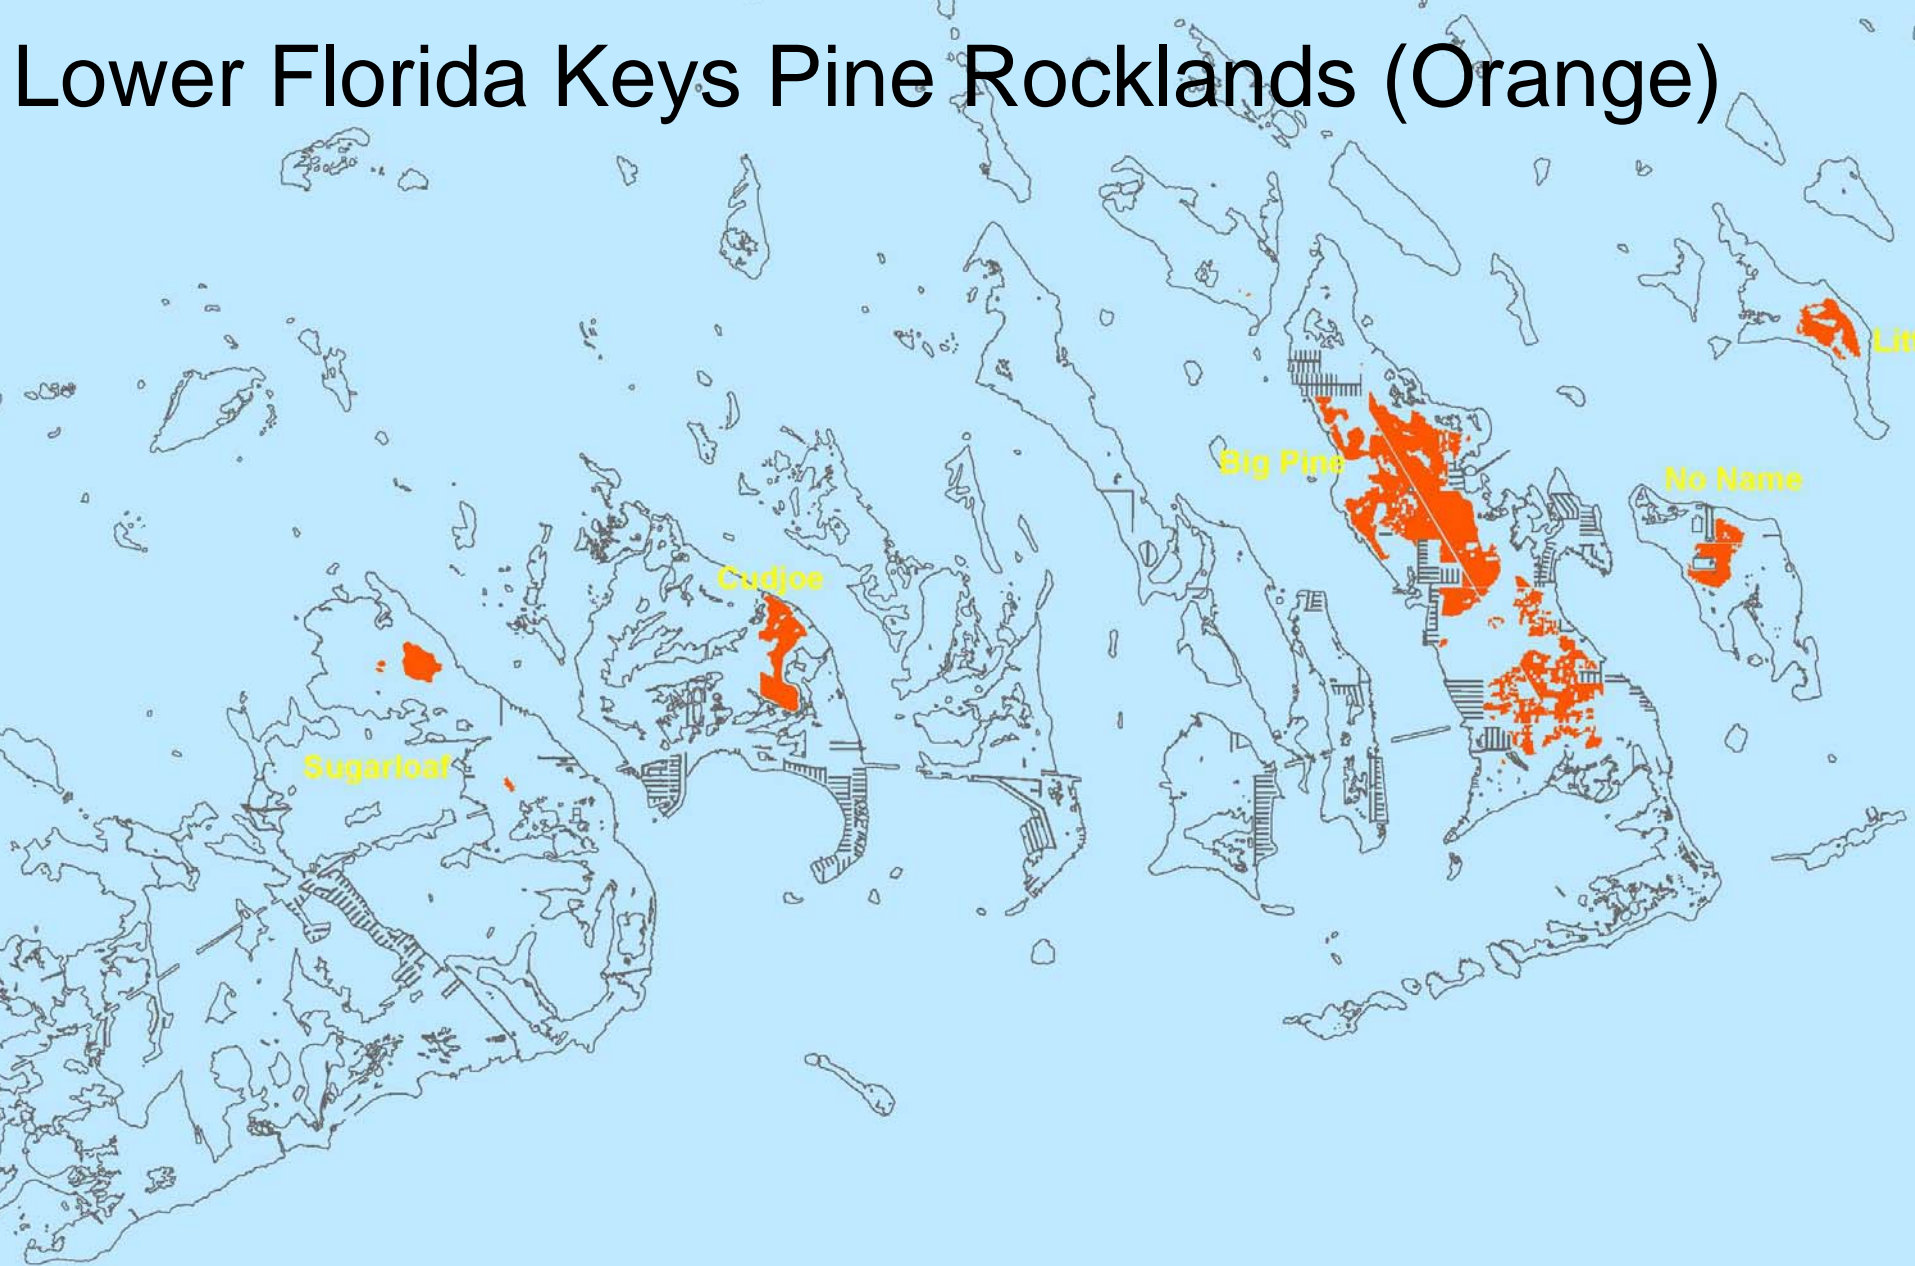 Lower Florida Keys Pine Rocklands (Orange)
Big Pine
No Name
Cudjoe
Sugarloaf